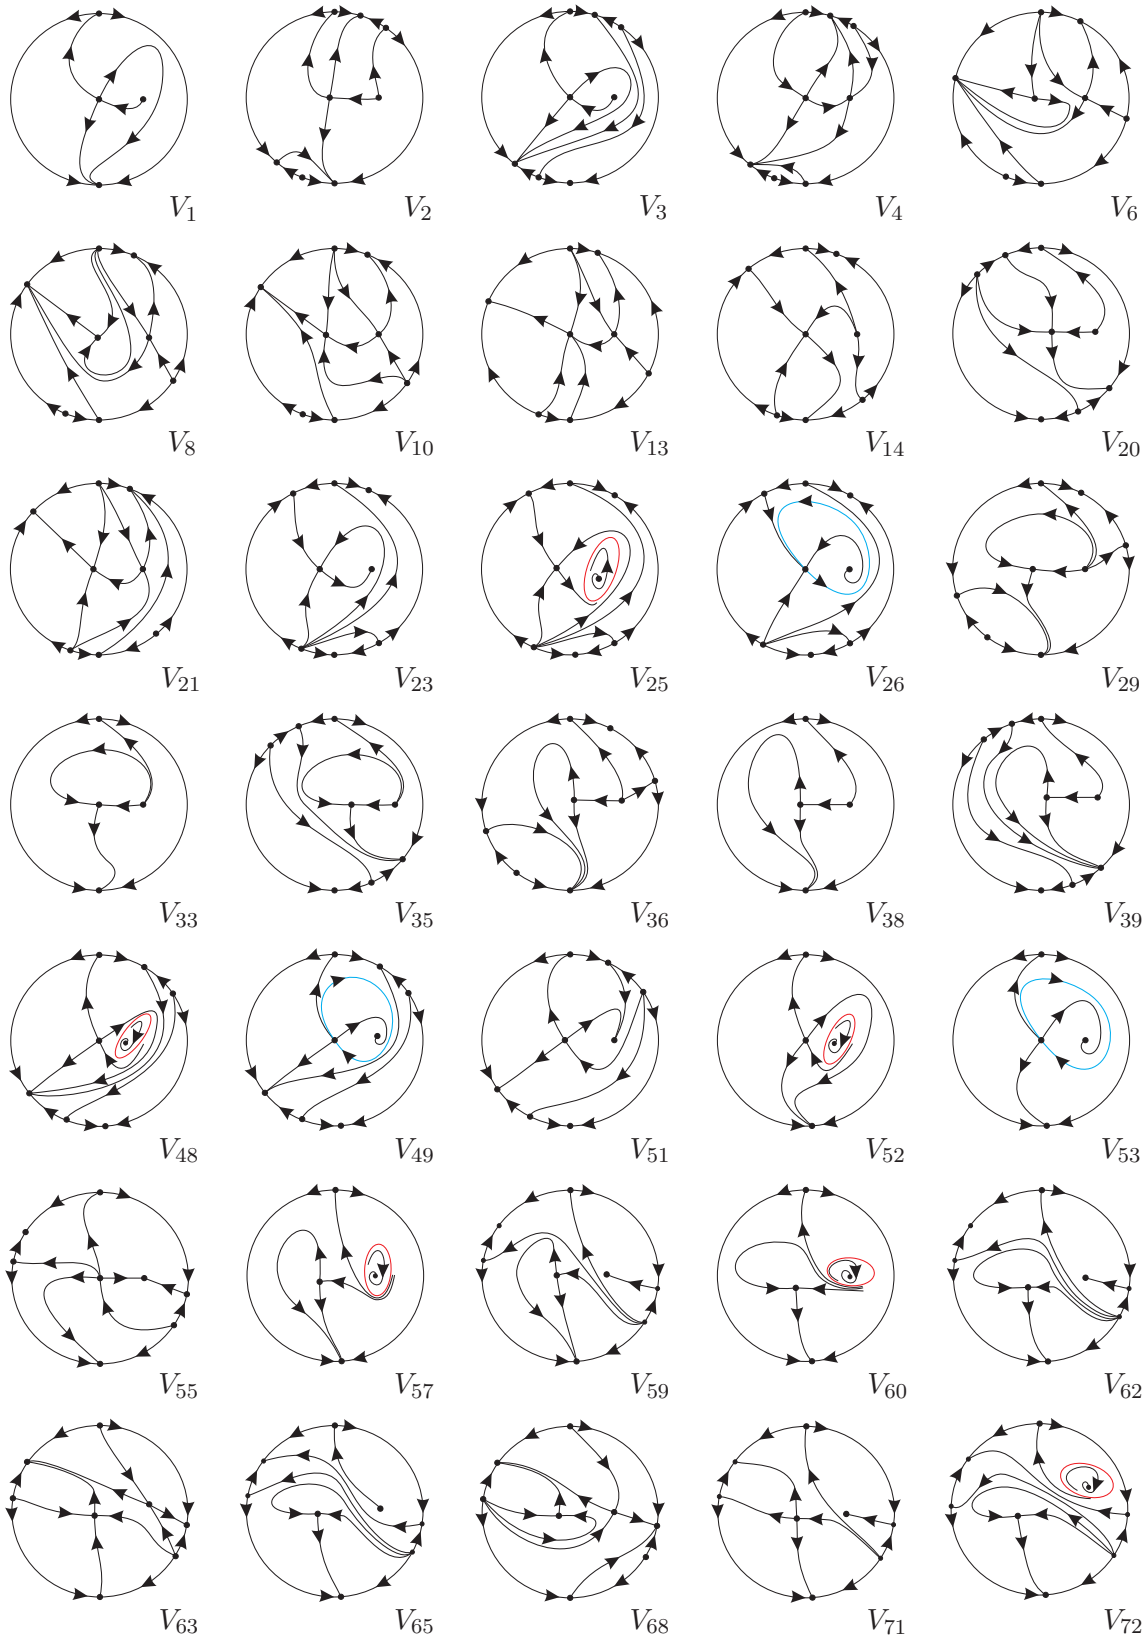 V₁ V₂ V₃ V₄ V₆
V₈ V₁₀ V₁₃ V₁₄ V₂₀
V₂₁ V₂₃ V₂₅ V₂₆ V₂₉
V₃₃ V₃₅ V₃₆ V₃₈ V₃₉
V₄₈ V₄₉ V₅₁ V₅₂ V₅₃
V₅₅ V₅₇ V₅₉ V₆₀ V₆₂
V₆₃ V₆₅ V₆₈ V₇₁ V₇₂